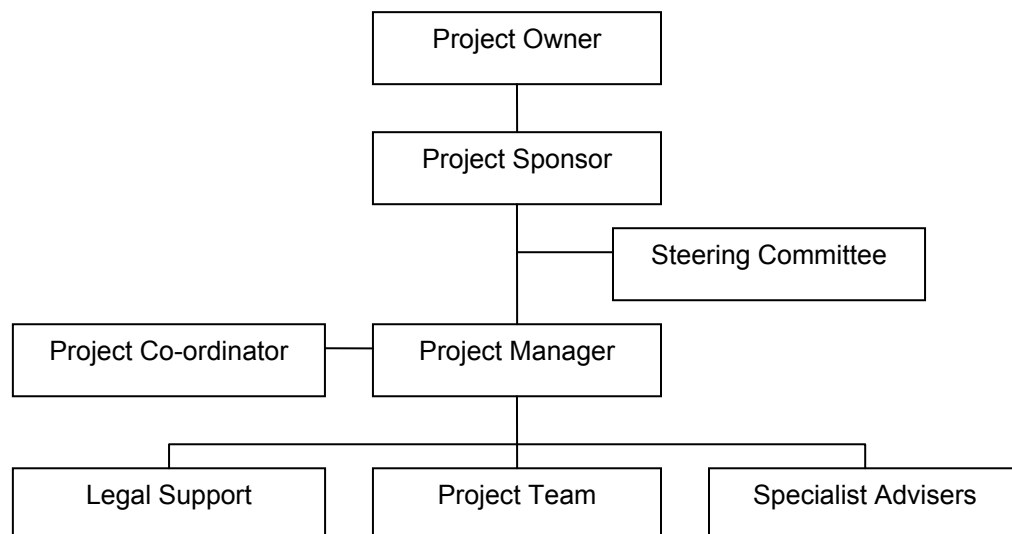 Project Owner
Project Sponsor
Steering Committee
Project Co-ordinator
Project Manager
Legal Support
Project Team
Specialist Advisers